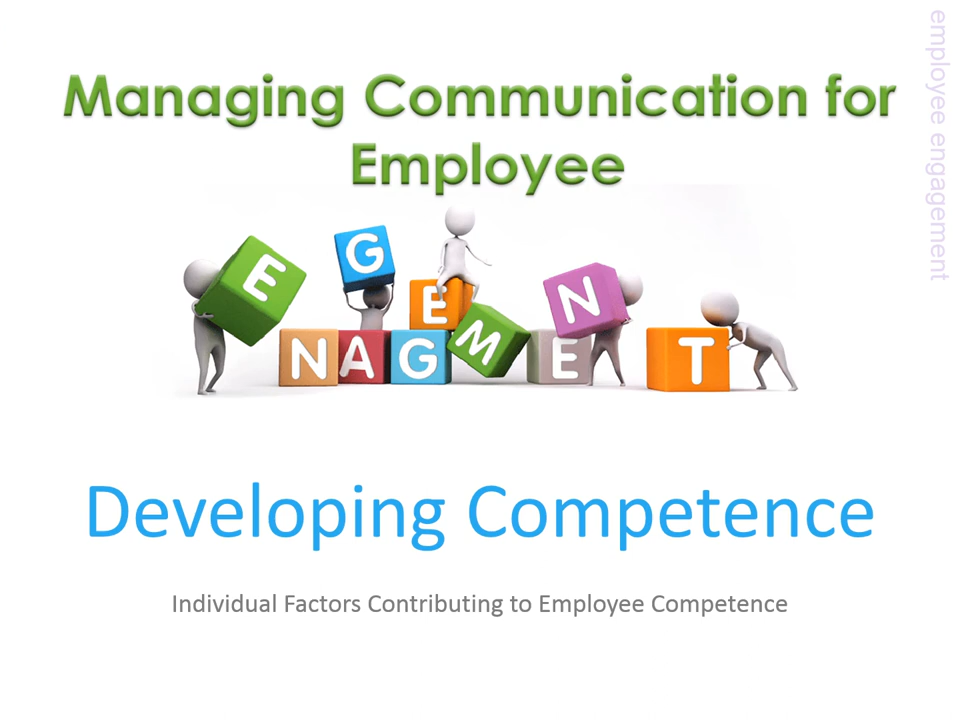 employee engagement
Managing Communication for
Employee
E G E M N
N A G E T
Developing Competence
Individual Factors Contributing to Employee Competence